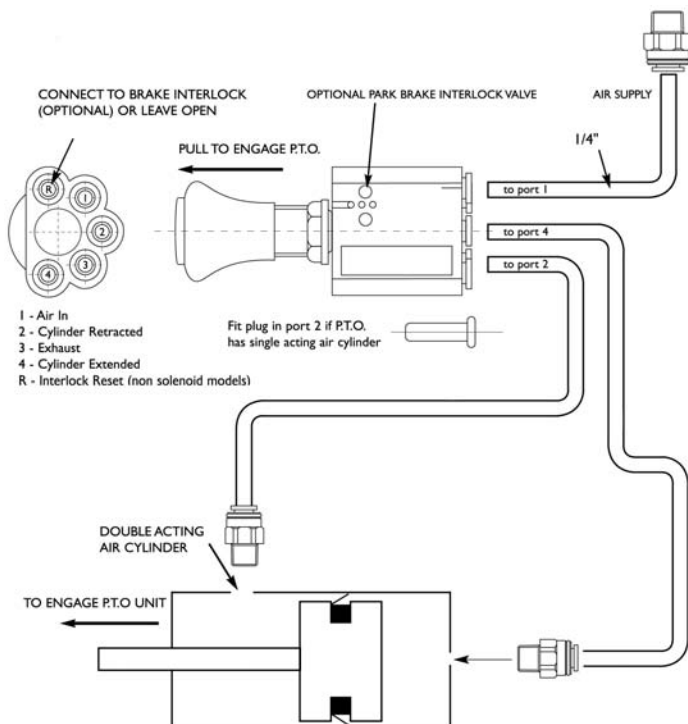 CONNECT TO BRAKE INTERLOCK
(OPTIONAL) OR LEAVE OPEN
OPTIONAL PARK BRAKE INTERLOCK VALVE
AIR SUPPLY
1/4"
PULL TO ENGAGE P.T.O.
R
1
2
3
4
to port 1
to port 4
to port 2
1 - Air In
2 - Cylinder Retracted
3 - Exhaust
4 - Cylinder Extended
R - Interlock Reset (non solenoid models)
Fit plug in port 2 if P.T.O.
has single acting air cylinder
DOUBLE ACTING
AIR CYLINDER
TO ENGAGE P.T.O UNIT